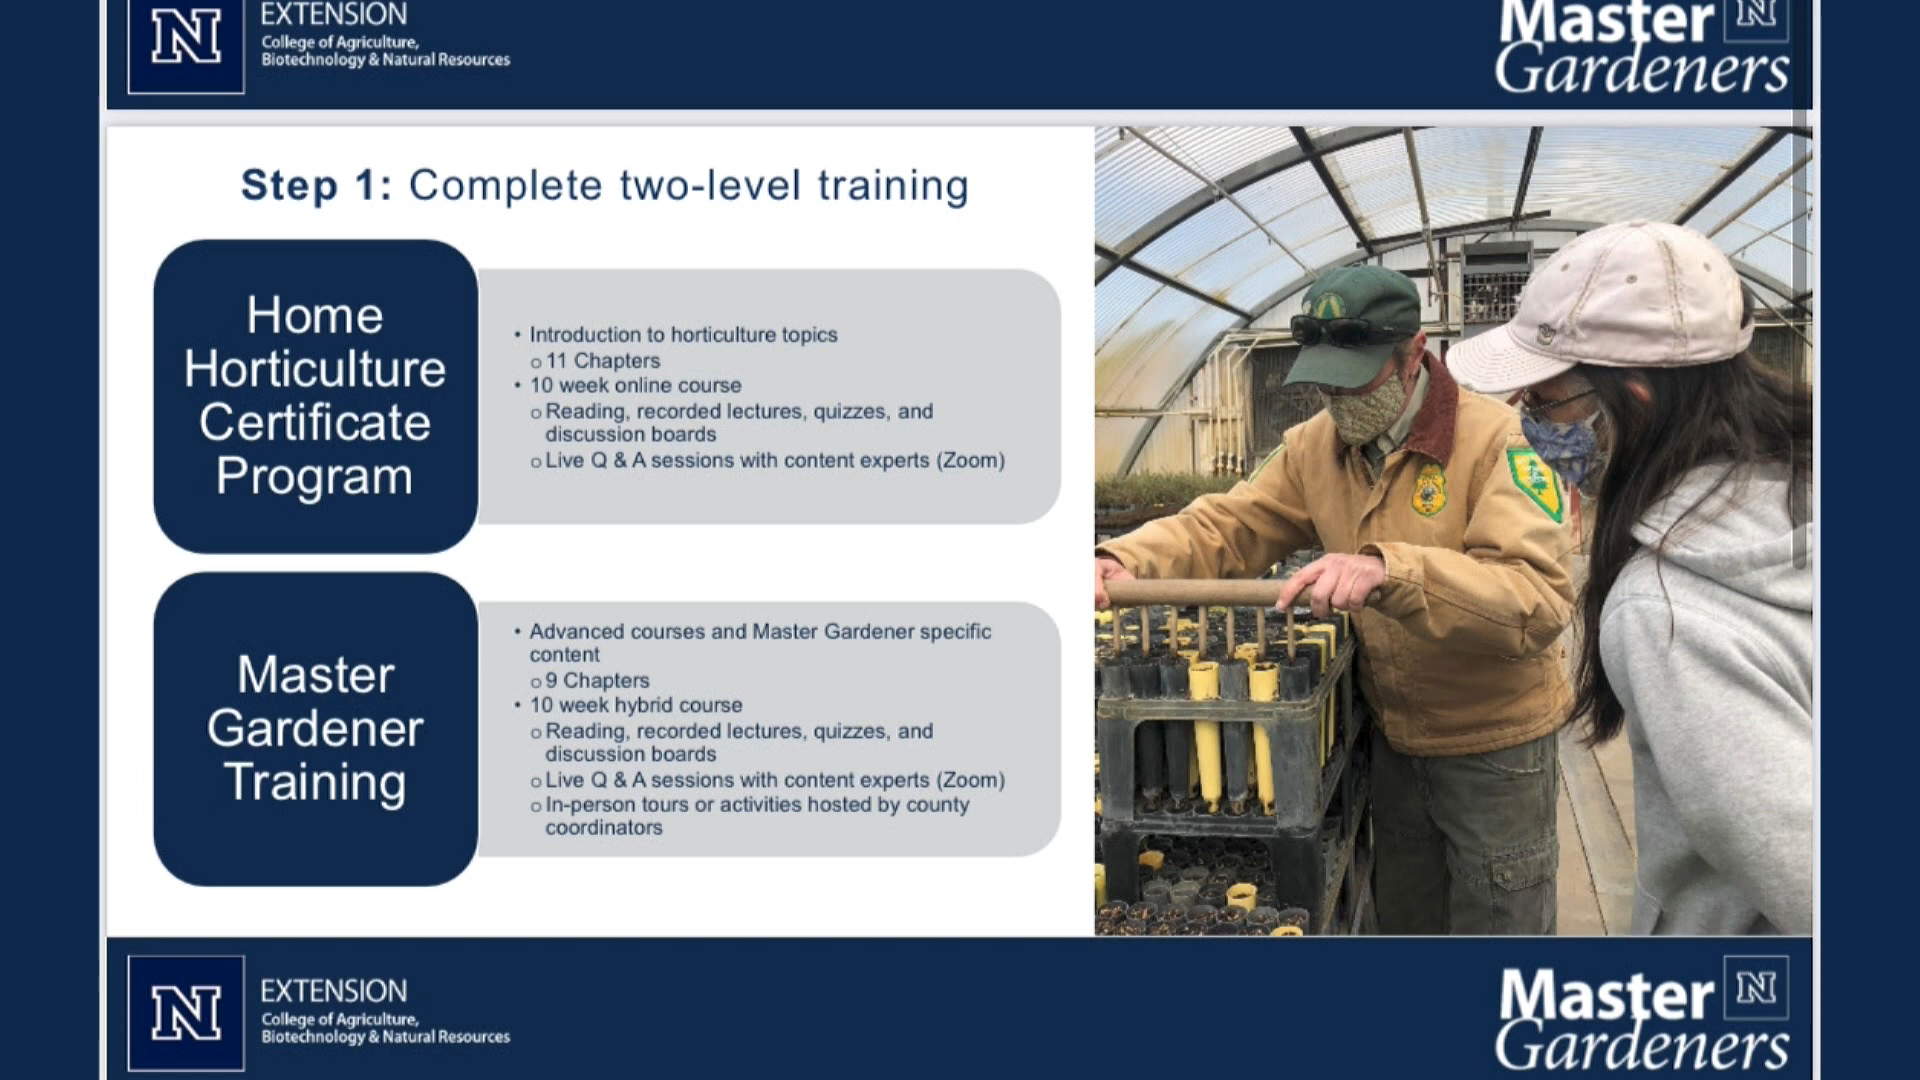 EXTENSION
College of Agriculture,
Biotechnology & Natural Resources
N
Master
N
Gardeners
Step 1: Complete two-level training
Home
Horticulture
Certificate
Program
• Introduction to horticulture topics
o 11 Chapters
• 10 week online course
o Reading, recorded lectures, quizzes, and
discussion boards
o Live Q & A sessions with content experts (Zoom)
Master
Gardener
Training
• Advanced courses and Master Gardener specific
content
o 9 Chapters
• 10 week hybrid course
o Reading, recorded lectures, quizzes, and
discussion boards
o Live Q & A sessions with content experts (Zoom)
o In-person tours or activities hosted by county
coordinators
N
EXTENSION
College of Agriculture,
Biotechnology & Natural Resources
Master
N
Gardeners